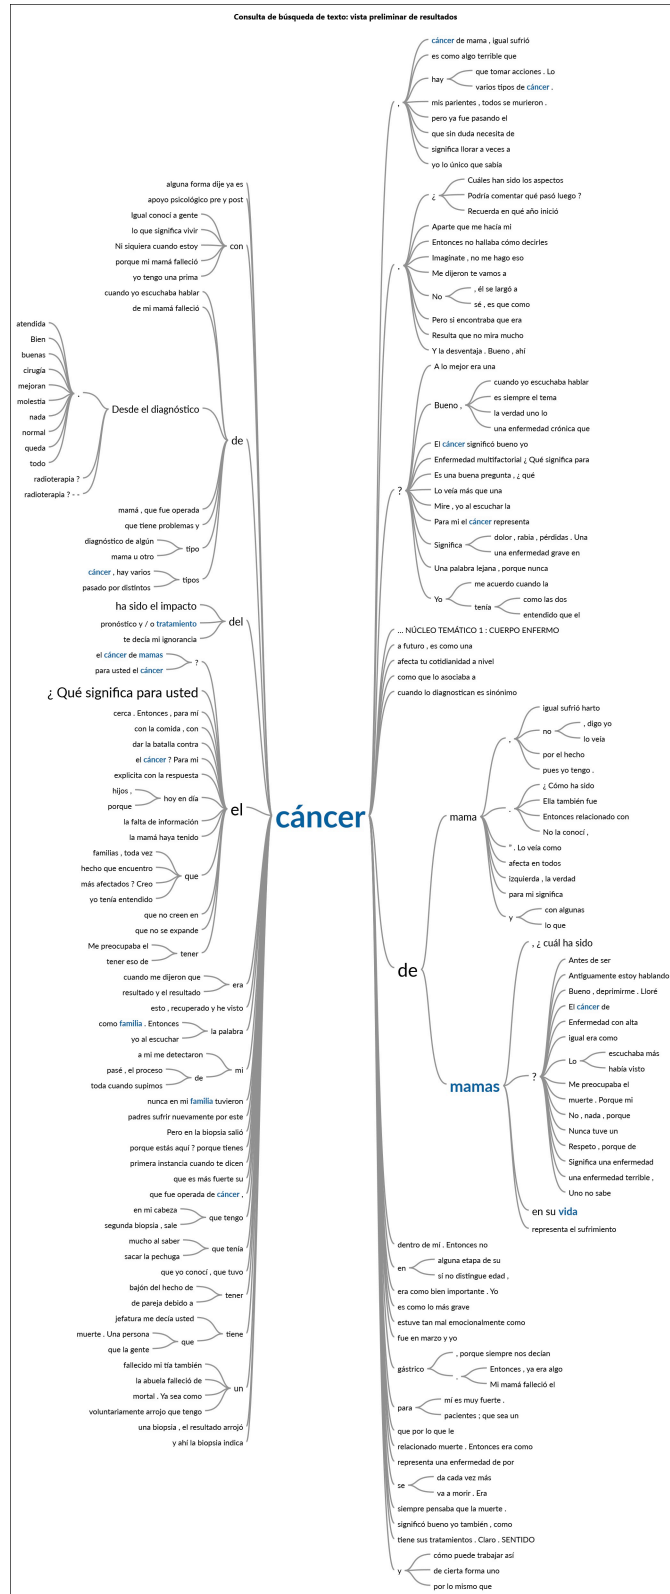 Consulta de búsqueda de texto: vista preliminar de resultados
alguna forma dije ya es
apoyo psicológico pre y post
Igual conocí a gente
lo que significa vivir
Ni siquiera cuando estoy
porque mi mamá falleció
yo tengo una prima
con
cuando yo escuchaba hablar
de mi mamá falleció
atendida
Bien
buenas
cirugía
mejoran
molestia
nada
normal
queda
todo
.
radioterapia ?
radioterapia ? - -
Desde el diagnóstico
mamá , que fue operada
que tiene problemas y
diagnóstico de algún
mama u otro
tipo
cáncer , hay varios
pasado por distintos
tipos
de
ha sido el impacto
pronóstico y / o tratamiento
te decía mi ignorancia
del
el cáncer de mamas
para usted el cáncer
?
¿ Qué significa para usted
cerca . Entonces , para mí
con la comida , con
dar la batalla contra
el cáncer ? Para mi
explicita con la respuesta
hijos ,
porque
hoy en día
la falta de información
la mamá haya tenido
familias , toda vez
hecho que encuentro
más afectados ? Creo
yo tenía entendido
que
que no creen en
que no se expande
Me preocupaba el
tener eso de
tener
el
cuando me dijeron que
resultado y el resultado
era
esto , recuperado y he visto
como familia . Entonces
yo al escuchar
la palabra
a mi me detectaron
pasé , el proceso
toda cuando supimos
de
mi
nunca en mi familia tuvieron
padres sufrir nuevamente por este
Pero en la biopsia salió
porque estás aquí ? porque tienes
primera instancia cuando te dicen
que es más fuerte su
que fue operada de cáncer ,
en mi cabeza
segunda biopsia , sale
que tengo
mucho al saber
sacar la pechuga
que tenía
que yo conocí , que tuvo
bajón del hecho de
de pareja debido a
tener
jefatura me decía usted
muerte . Una persona
que la gente
que
tiene
fallecido mi tía también
la abuela falleció de
mortal . Ya sea como
voluntariamente arrojo que tengo
un
una biopsia , el resultado arrojó
y ahí la biopsia indica
cáncer
,
cáncer de mama , igual sufrió
es como algo terrible que
hay
que tomar acciones . Lo
varios tipos de cáncer .
mis parientes , todos se murieron .
pero ya fue pasando el
que sin duda necesita de
significa llorar a veces a
yo lo único que sabía
.
¿
Cuáles han sido los aspectos
Podría comentar qué pasó luego ?
Recuerda en qué año inició
Aparte que me hacía mi
Entonces no hallaba cómo decirles
Imagínate , no me hago eso
Me dijeron te vamos a
No
, él se largó a
sé , es que como
Pero si encontraba que era
Resulta que no mira mucho
Y la desventaja . Bueno , ahí
?
A lo mejor era una
Bueno ,
cuando yo escuchaba hablar
es siempre el tema
la verdad uno lo
una enfermedad crónica que
El cáncer significó bueno yo
Enfermedad multifactorial ¿ Qué significa para
Es una buena pregunta , ¿ qué
Lo veía más que una
Mire , yo al escuchar la
Para mi el cáncer representa
Significa
dolor , rabia , pérdidas . Una
una enfermedad grave en
Una palabra lejana , porque nunca
Yo
me acuerdo cuando la
tenía
como las dos
entendido que el
... NÚCLEO TEMÁTICO 1 : CUERPO ENFERMO
a futuro , es como una
afecta tu cotidianidad a nivel
como que lo asociaba a
cuando lo diagnostican es sinónimo
de
mama
,
igual sufrió harto
no
, digo yo
lo veía
por el hecho
pues yo tengo .
.
¿ Cómo ha sido
Ella también fue
Entonces relacionado con
No la conocí ,
" . Lo veía como
afecta en todos
izquierda , la verdad
para mi significa
y
con algunas
lo que
mamas
, ¿ cuál ha sido
?
Antes de ser
Antiguamente estoy hablando
Bueno , deprimirme . Lloré
El cáncer de
Enfermedad con alta
igual era como
Lo
escuchaba más
había visto
Me preocupaba el
muerte . Porque mi
No , nada , porque
Nunca tuve un
Respeto , porque de
Significa una enfermedad
una enfermedad terrible ,
Uno no sabe
en su vida
representa el sufrimiento
dentro de mí . Entonces no
en
alguna etapa de su
sí no distingue edad ,
era como bien importante . Yo
es como lo más grave
estuve tan mal emocionalmente como
fue en marzo y yo
gástrico
, porque siempre nos decían
.
Entonces , ya era algo
Mi mamá falleció el
para
mí es muy fuerte .
pacientes ; que sea un
que por lo que le
relacionado muerte . Entonces era como
representa una enfermedad de por
se
da cada vez más
va a morir . Era
siempre pensaba que la muerte .
significó bueno yo también , como
tiene sus tratamientos . Claro . SENTIDO
y
cómo puede trabajar así
de cierta forma uno
por lo mismo que